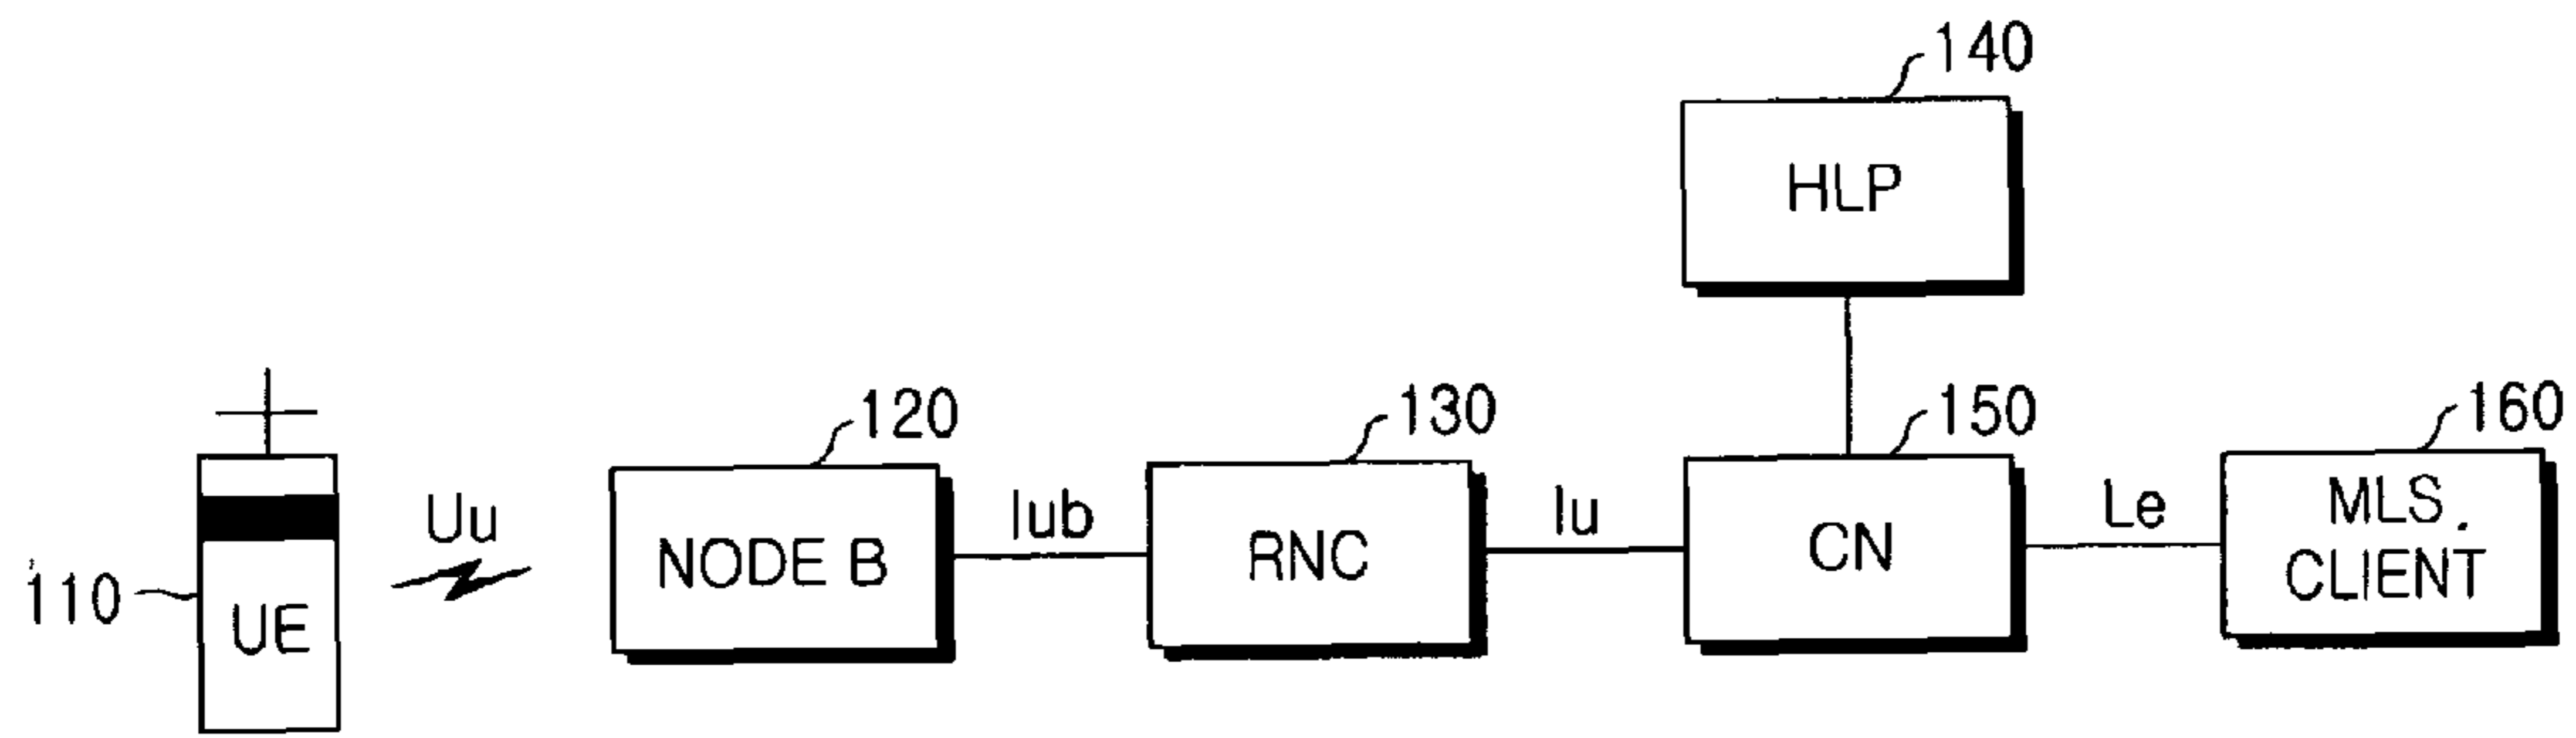 140
HLP
120
130
150
160
Uu
Iub
Iu
Le
MLS.
CLIENT
NODE B
RNC
CN
110
UE